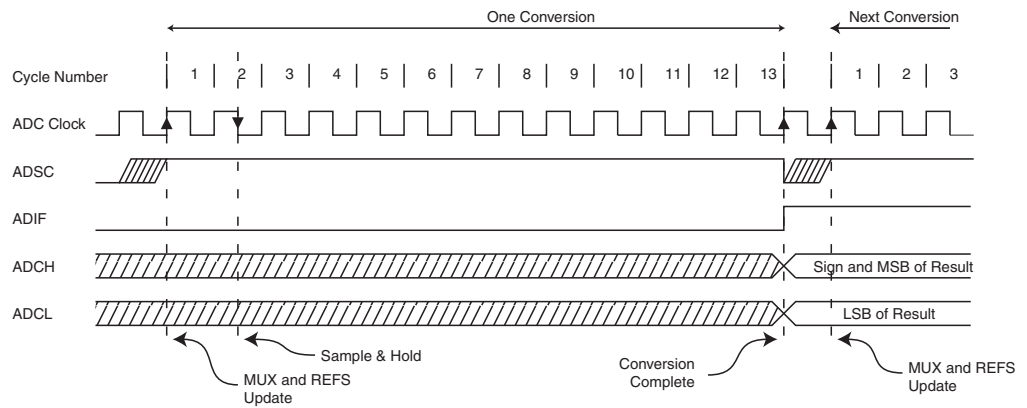 One Conversion
Next Conversion
Cycle Number 1 2 3 4 5 6 7 8 9 10 11 12 13 1 2 3
ADC Clock
ADSC
ADIF
ADCH
Sign and MSB of Result
ADCL
LSB of Result
Sample & Hold
MUX and REFS
Update
Conversion
Complete
MUX and REFS
Update